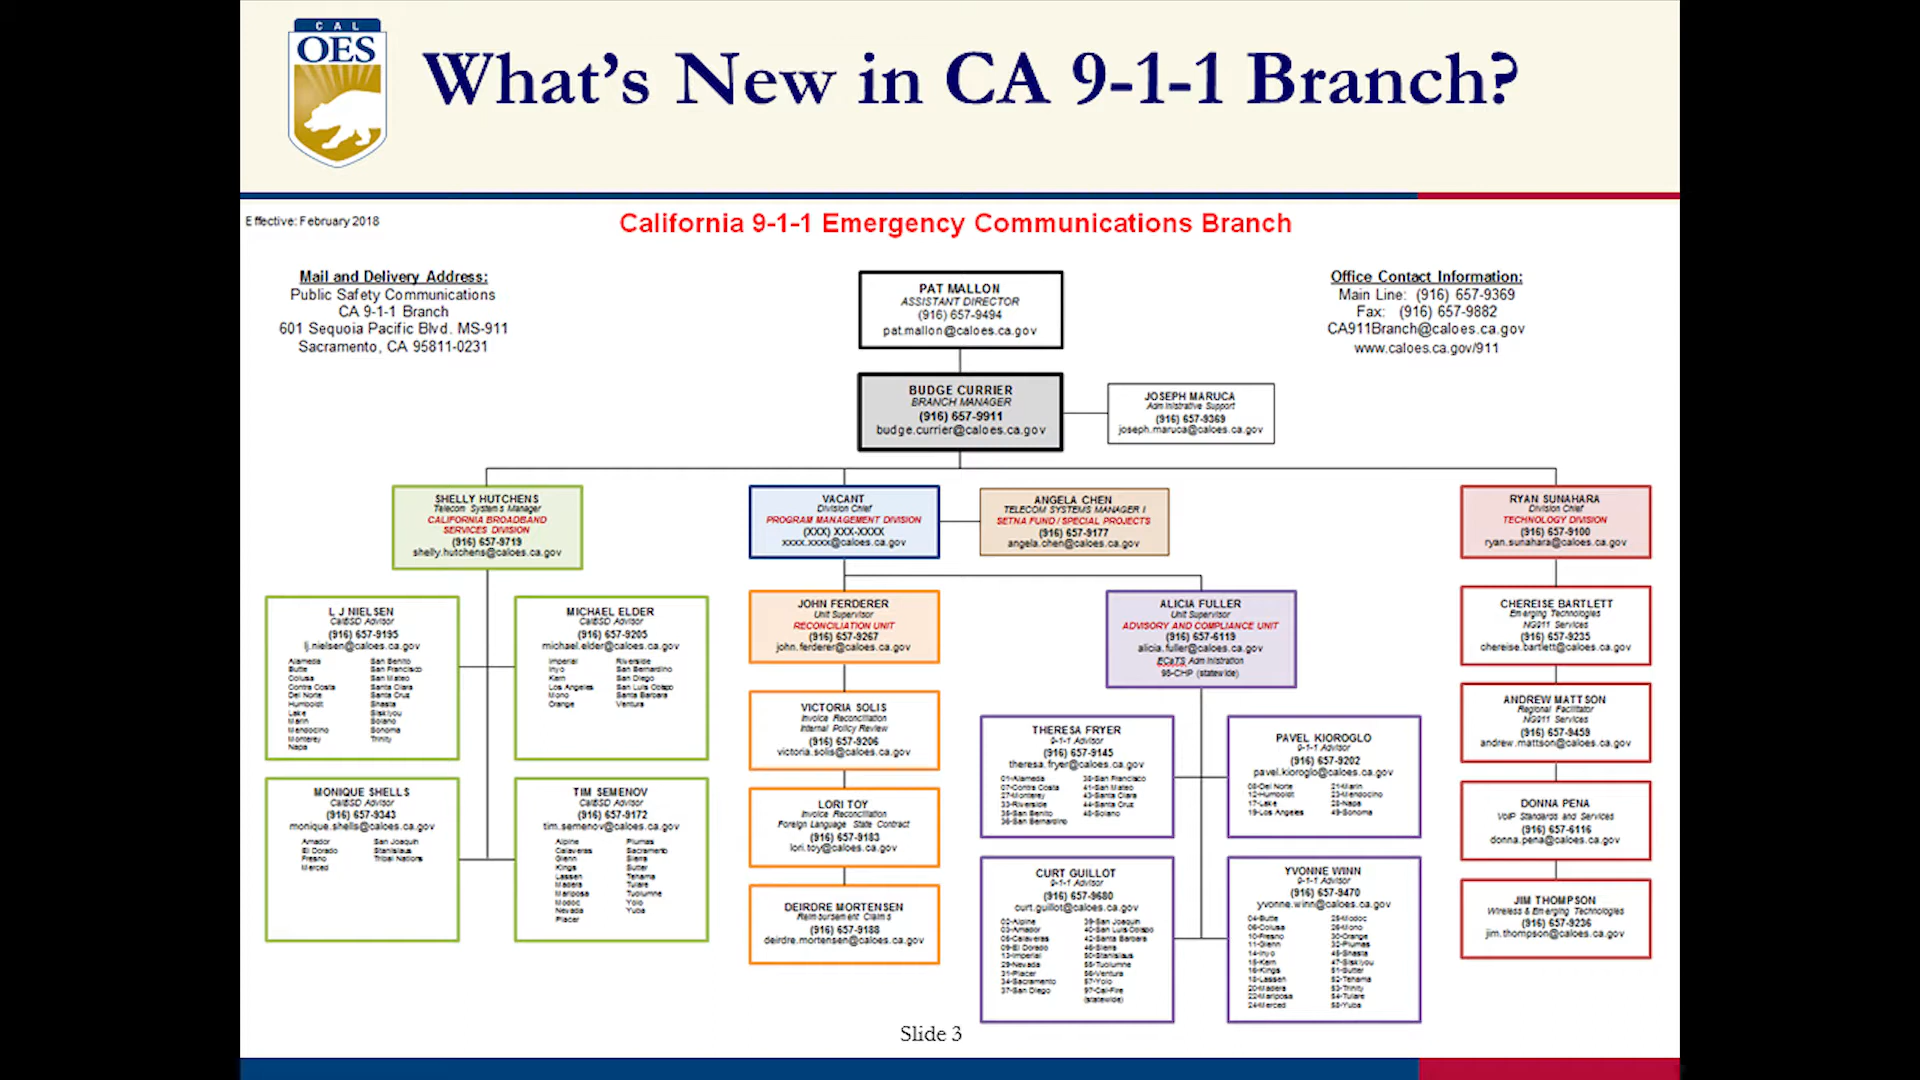 CAL
OES
What's New in CA 9-1-1 Branch?
Effective: February 2018
California 9-1-1 Emergency Communications Branch
Mail and Delivery Address:
Public Safety Communications
CA 9-1-1 Branch
601 Sequoia Pacific Blvd. MS-911
Sacramento, CA 95811-0231
PAT MALLON
ASSISTANT DIRECTOR
(916) 657-9494
pat.mallon@caloes.ca.gov
Office Contact Information:
Main Line: (916) 657-9369
Fax: (916) 657-9882
CA911Branch@caloes.ca.gov
www.caloes.ca.gov/911
BUDGE CURRIER
BRANCH MANAGER
(916) 657-9911
budge.currier@caloes.ca.gov
JOSEPH MARUCA
Administrative Support
(916) 657-9369
joseph.maruca@caloes.ca.gov
SHELLY HUTCHENS
Telecom Systems Manager
CALIFORNIA BROADBAND
SERVICES DIVISION
(916) 657-9719
shelly.hutchens@caloes.ca.gov
VACANT
Division Chief
PROGRAM MANAGEMENT DIVISION
(XXX) XXX-XXXX
xxxx.xxxx@caloes.ca.gov
ANGELA CHEN
TELECOM SYSTEMS MANAGER I
SETNA FUND / SPECIAL PROJECTS
(916) 657-9177
angela.chen@caloes.ca.gov
RYAN SUNAHARA
Division Chief
TECHNOLOGY DIVISION
(916) 657-9100
ryan.sunahara@caloes.ca.gov
L J NIELSEN
CalBSD Advisor
(916) 657-9195
lj.nielsen@caloes.ca.gov
Alameda San Benito
Butte San Francisco
Colusa San Mateo
Contra Costa Santa Clara
Del Norte Santa Cruz
Humboldt Shasta
Lake Siskiyou
Marin Solano
Mendocino Sonoma
Monterey Trinity
Napa
MICHAEL ELDER
CalBSD Advisor
(916) 657-9205
michael.elder@caloes.ca.gov
Imperial Riverside
Inyo San Bernardino
Kern San Diego
Los Angeles San Luis Obispo
Mono Santa Barbara
Orange Ventura
MONIQUE SHELLS
CalBSD Advisor
(916) 657-9343
monique.shells@caloes.ca.gov
Amador San Joaquin
El Dorado Stanislaus
Fresno Tribal Nations
Merced
TIM SEMENOV
CalBSD Advisor
(916) 657-9172
tim.semenov@caloes.ca.gov
Alpine Plumas
Calaveras Sacramento
Glenn Sierra
Kings Sutter
Lassen Tehama
Madera Tulare
Mariposa Tuolumne
Modoc Yolo
Nevada Yuba
Placer
JOHN FERDERER
Unit Supervisor
RECONCILIATION UNIT
(916) 657-9267
john.ferderer@caloes.ca.gov
VICTORIA SOLIS
Invoice Reconciliation
Internal Policy Review
(916) 657-9206
victoria.solis@caloes.ca.gov
LORI TOY
Invoice Reconciliation
Foreign Language State Contract
(916) 657-9183
lori.toy@caloes.ca.gov
DEIRDRE MORTENSEN
Reimbursement Claims
(916) 657-9188
deirdre.mortensen@caloes.ca.gov
ALICIA FULLER
Unit Supervisor
ADVISORY AND COMPLIANCE UNIT
(916) 657-6119
alicia.fuller@caloes.ca.gov
ECaTS Administration
98-CHP (statewide)
THERESA FRYER
9-1-1 Advisor
(916) 657-9145
theresa.fryer@caloes.ca.gov
01-Alameda 38-San Francisco
07-Contra Costa 41-San Mateo
27-Monterey 43-Santa Clara
33-Riverside 44-Santa Cruz
35-San Benito 48-Solano
36-San Bernardino
PAVEL KIOROGLO
9-1-1 Advisor
(916) 657-9202
pavel.kioroglo@caloes.ca.gov
08-Del Norte 21-Marin
12-Humboldt 23-Mendocino
17-Lake 28-Napa
19-Los Angeles 49-Sonoma
CURT GUILLOT
9-1-1 Advisor
(916) 657-9680
curt.guillot@caloes.ca.gov
02-Alpine 39-San Joaquin
03-Amador 40-San Luis Obispo
05-Calaveras 42-Santa Barbara
09-El Dorado 46-Sierra
13-Imperial 50-Stanislaus
29-Nevada 55-Tuolumne
31-Placer 56-Ventura
34-Sacramento 57-Yolo
37-San Diego 97-Cal-Fire
(statewide)
YVONNE WINN
9-1-1 Advisor
(916) 657-9470
yvonne.winn@caloes.ca.gov
04-Butte 25-Modoc
06-Colusa 26-Mono
10-Fresno 30-Orange
11-Glenn 32-Plumas
14-Inyo 45-Shasta
15-Kern 47-Siskiyou
16-Kings 51-Sutter
18-Lassen 52-Tehama
20-Madera 53-Trinity
22-Mariposa 54-Tulare
24-Merced 58-Yuba
CHEREISE BARTLETT
Emerging Technologies
NG911 Services
(916) 657-9235
chereise.bartlett@caloes.ca.gov
ANDREW MATTSON
Regional Facilitator
NG911 Services
(916) 657-9459
andrew.mattson@caloes.ca.gov
DONNA PENA
VoIP Standards and Services
(916) 657-6116
donna.pena@caloes.ca.gov
JIM THOMPSON
Wireless & Emerging Technologies
(916) 657-9236
jim.thompson@caloes.ca.gov
Slide 3